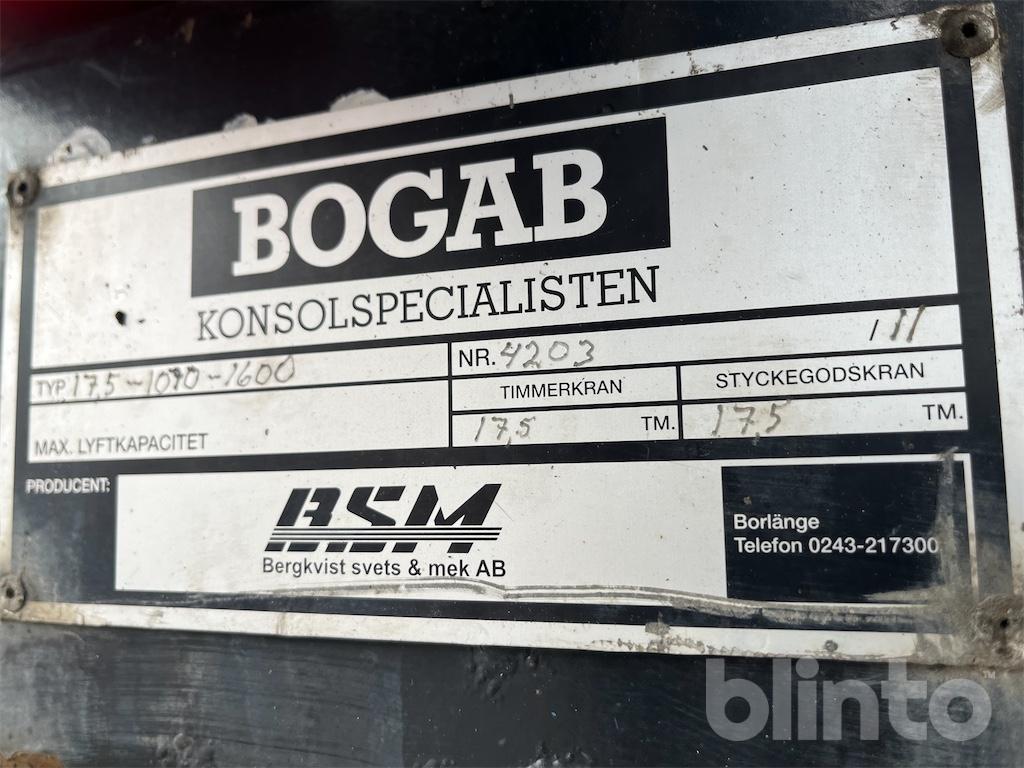 BOGAB
KONSOLSPECIALISTEN
TYP. 17,5-1090-1600
NR. 4203 / 11
TIMMERKRAN STYCKEGODSKRAN
MAX. LYFTKAPACITET 17,5 TM. 17,5 TM.
PRODUCENT:
BSM
Bergkvist svets & mek AB
Borlänge
Telefon 0243-217300
blinto